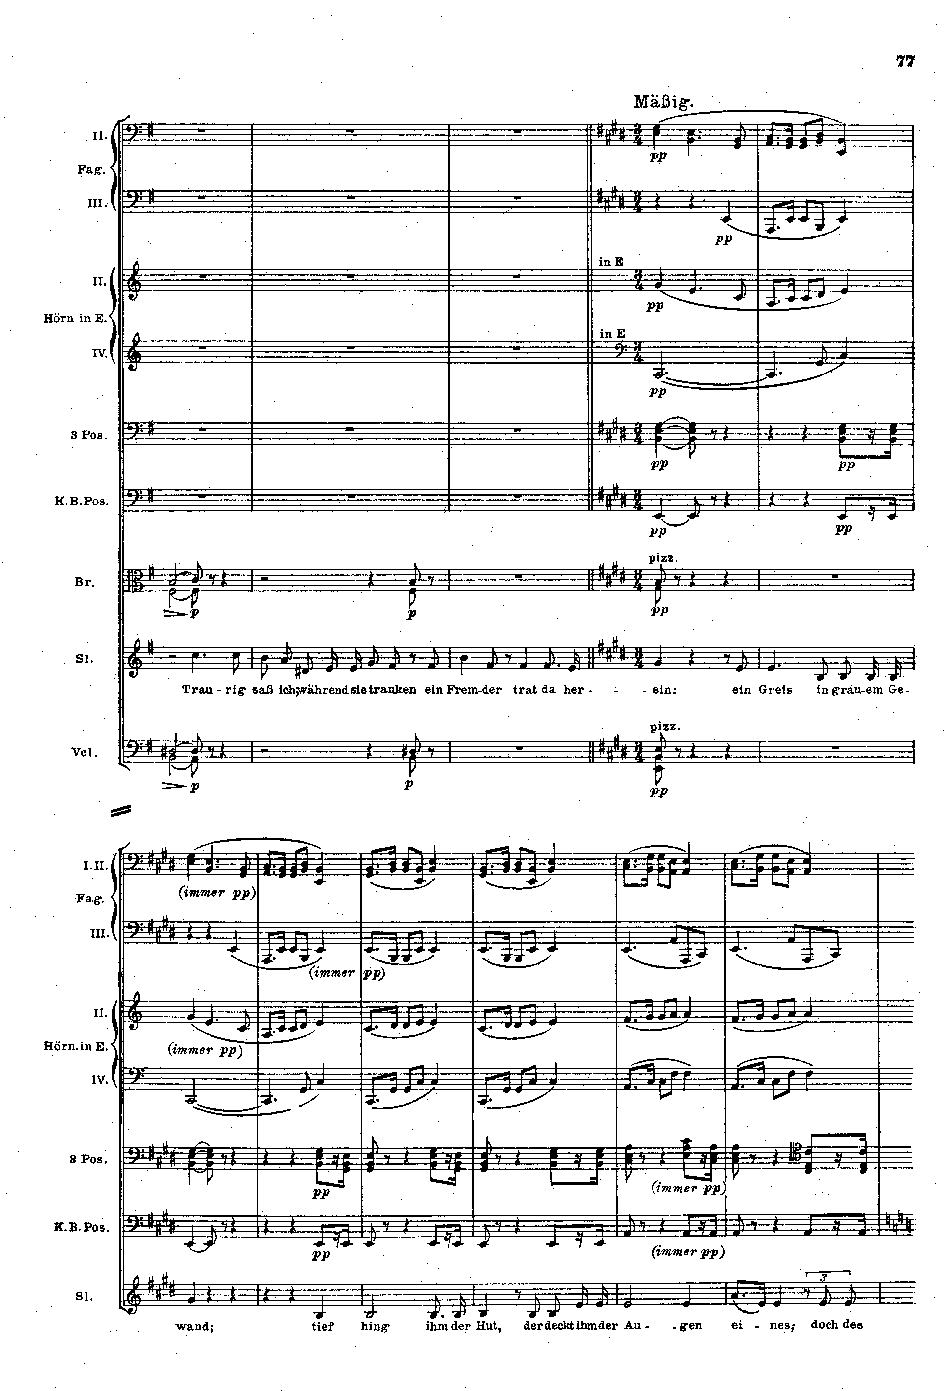 77
Mäßig.
II.
Fag.
pp
III.
pp
in E
II.
pp
Hörn in E.
in E
IV.
pp
3 Pos.
pp pp
K.B.Pos.
pp pp
pizz.
Br.
p p pp
Sl.
Trau - rig saß ich, während sie tranken ein Frem-der trat da her - - - ein: ein Greis in grau-em Ge-
pizz.
Vcl.
p p pp
I.II.
(immer pp)
Fag.
III.
(immer pp)
II.
(immer pp)
Hörn. in E.
IV.
3 Pos.
pp (immer pp)
K.B.Pos.
pp (immer pp)
3
Sl.
wand; tief hing ihm der Hut, der deckt ihm der Au - - gen ei - nes; doch des